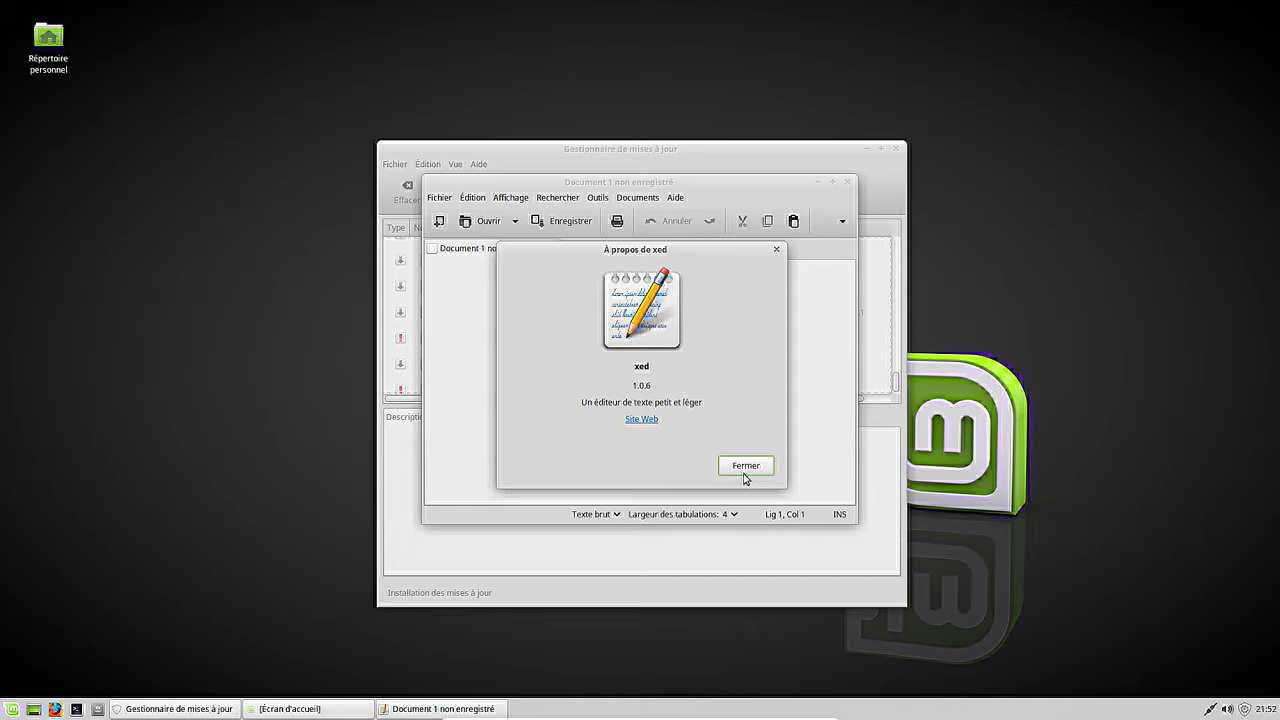 Répertoire
personnel
Gestionnaire de mises à jour
Fichier Édition Vue Aide
Effacer
Type
Document 1 non enregistré
Fichier Édition Affichage Rechercher Outils Documents Aide
Ouvrir Enregistrer Annuler
Document 1 no
À propos de xed
xed
1.0.6
Un éditeur de texte petit et léger
Site Web
Fermer
Descriptio
Texte brut Largeur des tabulations: 4 Lig 1, Col 1 INS
Installation des mises à jour
Gestionnaire de mises à jour [Écran d'accueil] Document 1 non enregistré 21:52